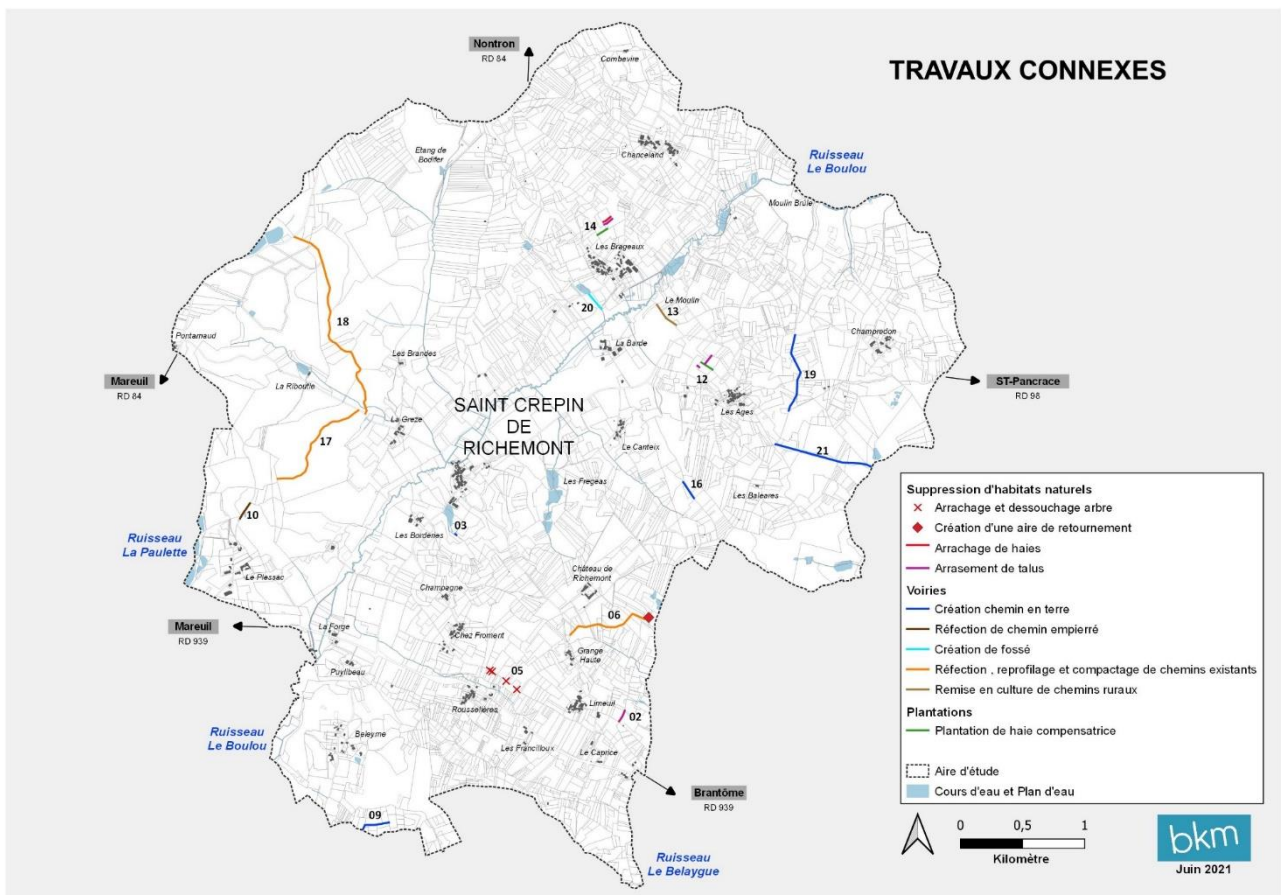 TRAVAUX CONNEXES
Nontron
RD 84
Combevire
Chanceland
Etang de
Bodifer
Ruisseau
Le Boulou
Moulin Brûle
14
Les Brageaux
20
Le Moulin
13
18
Pontarnaud
Les Brandes
La Barde
Champredon
Mareuil
RD 84
La Riboutie
12
19
ST-Pancrace
RD 98
Les Ages
La Greze
SAINT CREPIN
DE
RICHEMONT
17
Le Canteix
21
Les Fregeas
16
Les Baleares
10
Les Borderies
03
Ruisseau
La Paulette
Le Plessac
Château de
Richemont
Champagne
Mareuil
RD 939
La Forge
Chez Froment
06
Grange
Haute
Puylibeau
05
Rousselières
Limeuil
02
Ruisseau
Le Boulou
Beleyme
Les Francilloux
Le Caprice
Brantôme
RD 939
09
Ruisseau
Le Belaygue
Suppression d'habitats naturels
Arrachage et dessouchage arbre
Création d'une aire de retournement
Arrachage de haies
Arrasement de talus
Voiries
Création chemin en terre
Réfection de chemin empierré
Création de fossé
Réfection , reprofilage et compactage de chemins existants
Remise en culture de chemins ruraux
Plantations
Plantation de haie compensatrice
Aire d'étude
Cours d'eau et Plan d'eau
0 0,5 1
Kilomètre
bkm
Juin 2021